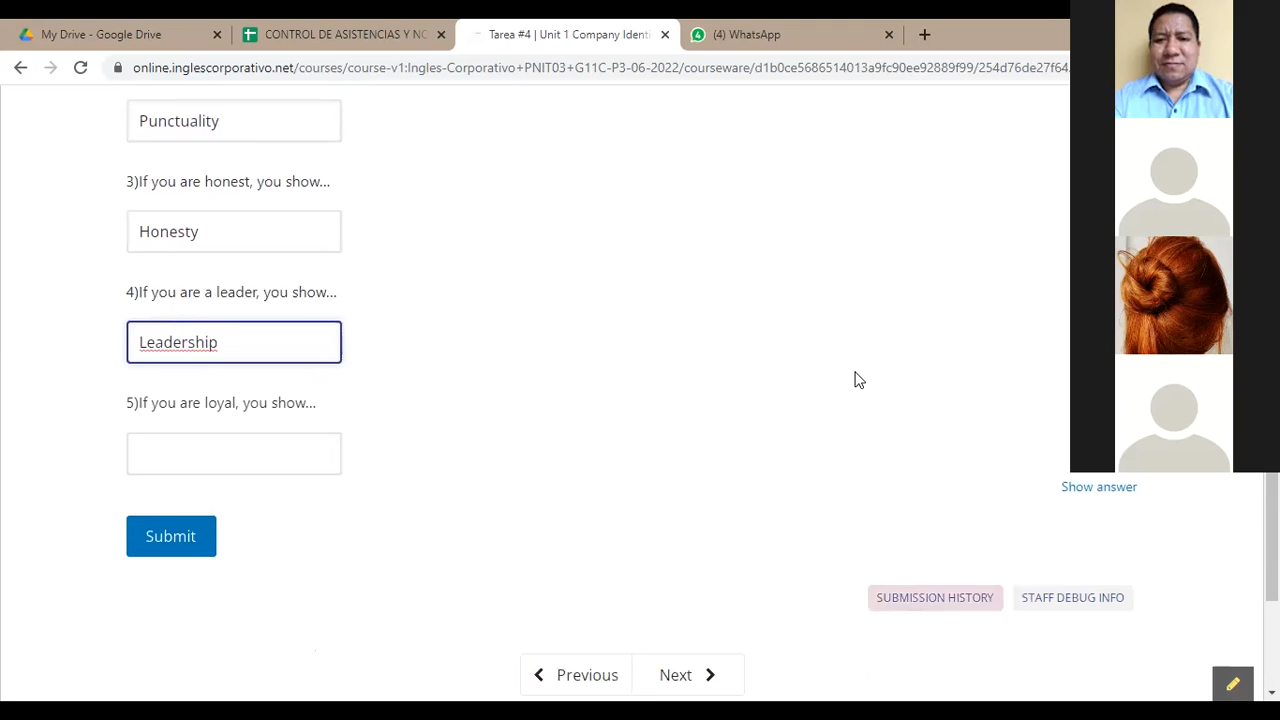 My Drive - Google Drive
CONTROL DE ASISTENCIAS Y NO
Tarea #4 | Unit 1 Company Identi
(4) WhatsApp
online.inglescorporativo.net/courses/course-v1:Ingles-Corporativo+PNIT03+G11C-P3-06-2022/courseware/d1b0ce5686514013a9fc90ee92889f99/254d76de27f64
Punctuality
3)If you are honest, you show...
Honesty
4)If you are a leader, you show...
Leadership
5)If you are loyal, you show...
Show answer
Submit
SUBMISSION HISTORY
STAFF DEBUG INFO
Previous
Next